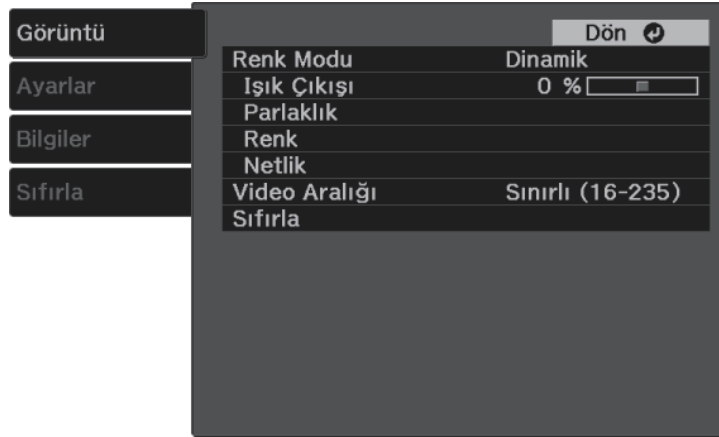 Görüntü
Ayarlar
Bilgiler
Sıfırla
Dön
Renk Modu Dinamik
Işık Çıkışı 0 %
Parlaklık
Renk
Netlik
Video Aralığı Sınırlı (16-235)
Sıfırla